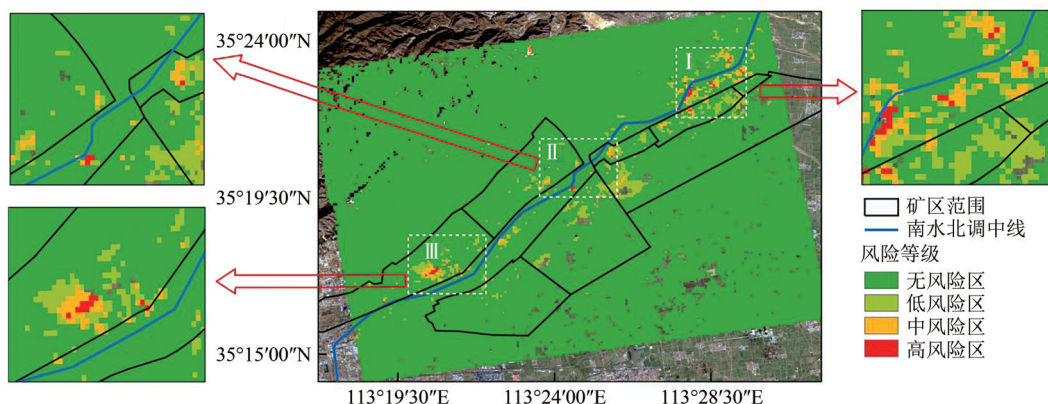 35°24′00″N
35°19′30″N
35°15′00″N
I
II
III
113°19′30″E 113°24′00″E 113°28′30″E
矿区范围
南水北调中线
风险等级
无风险区
低风险区
中风险区
高风险区